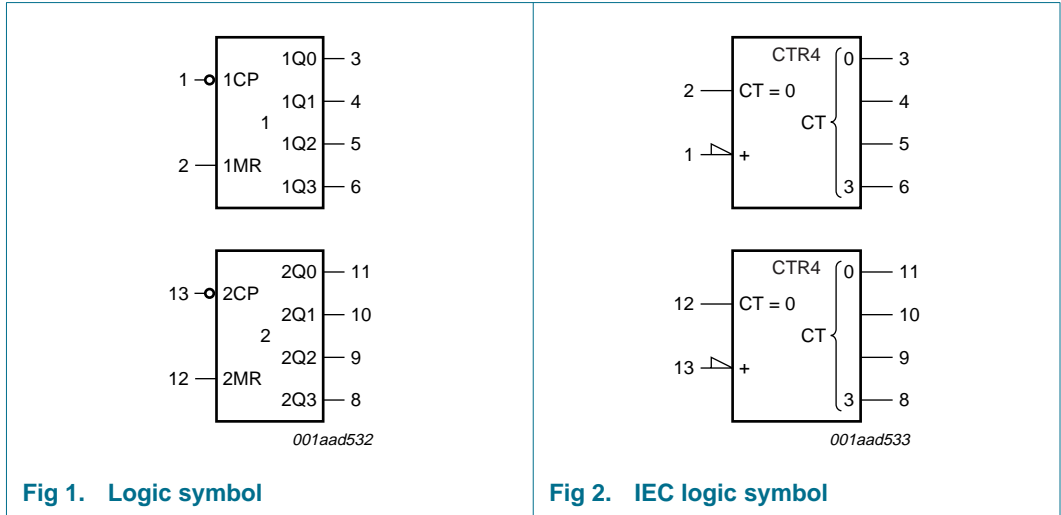 1Q0 3
1 1CP
1Q1 4
1
1Q2 5
2 1MR
1Q3 6
2Q0 11
13 2CP
2Q1 10
2
2Q2 9
12 2MR
2Q3 8
001aad532
Fig 1. Logic symbol
CTR4 0 3
2 CT = 0
4
CT
5
1 +
3 6
CTR4 0 11
12 CT = 0
10
CT
9
13 +
3 8
001aad533
Fig 2. IEC logic symbol